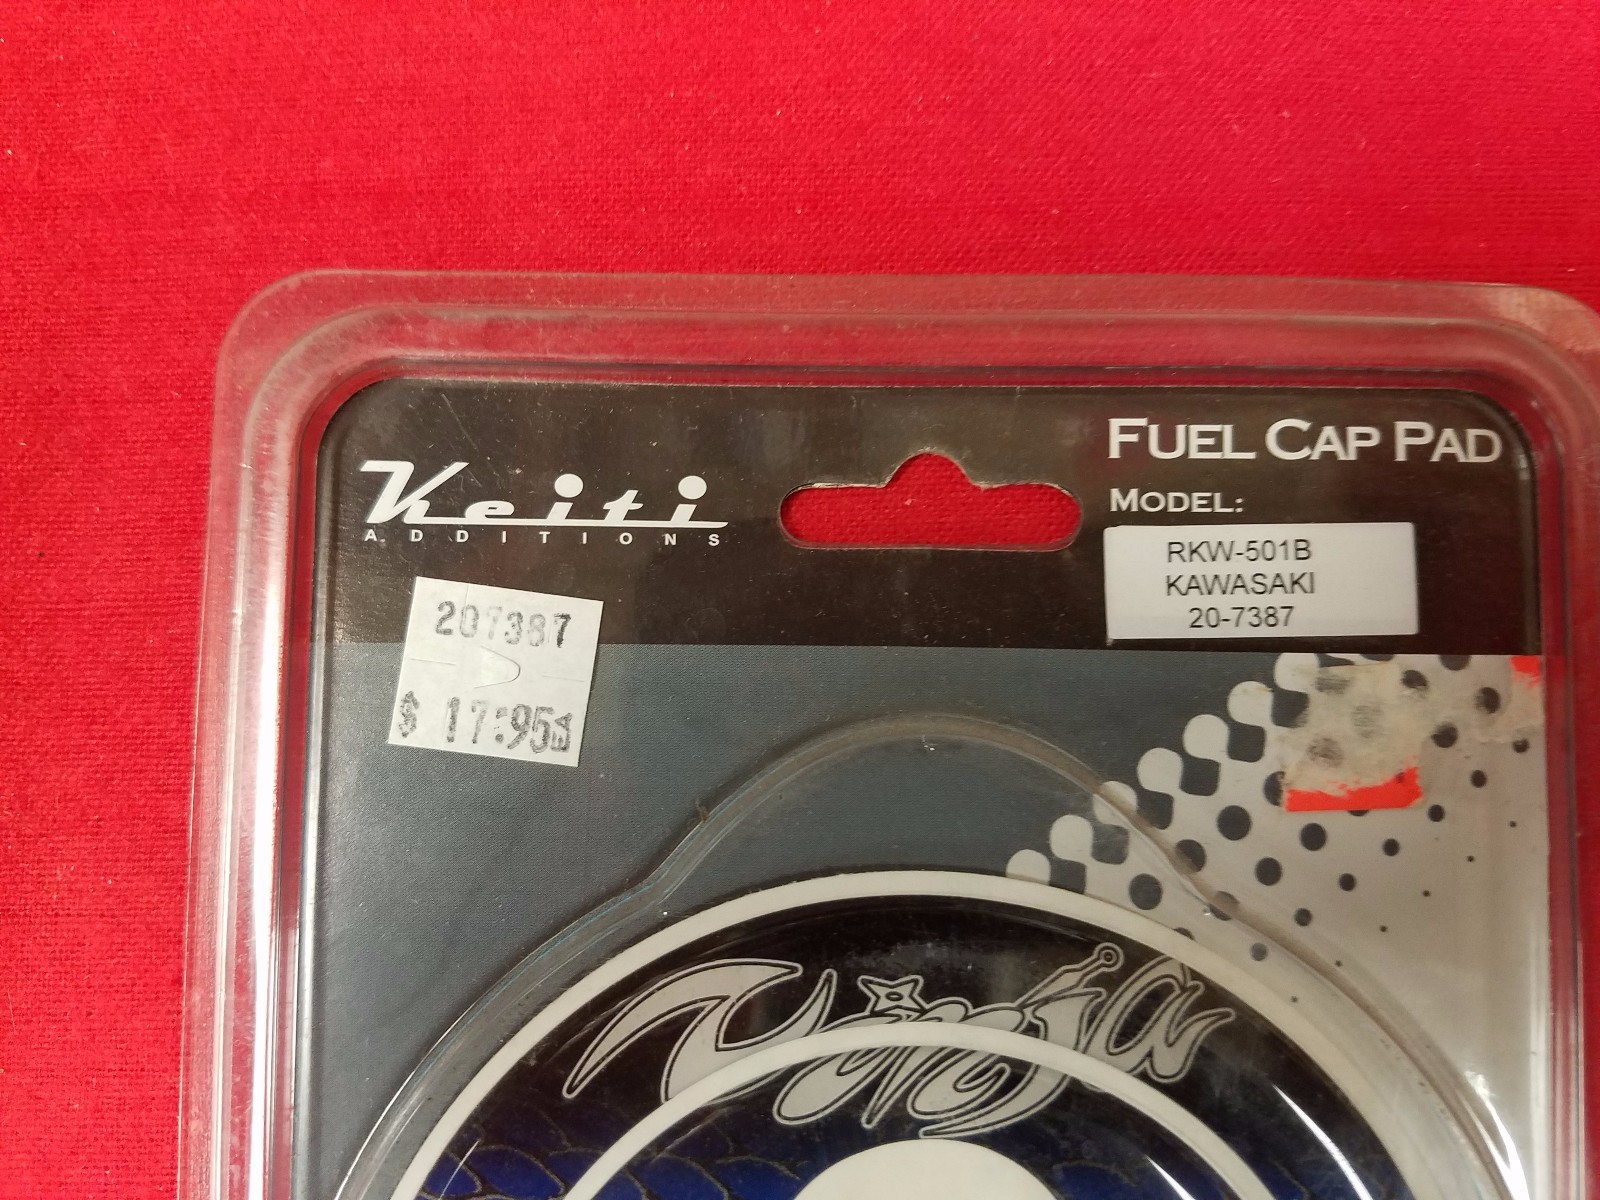 Keiti
ADDITIONS
FUEL CAP PAD
MODEL:
RKW-501B
KAWASAKI
20-7387
207387
$ 17.95
Ninja